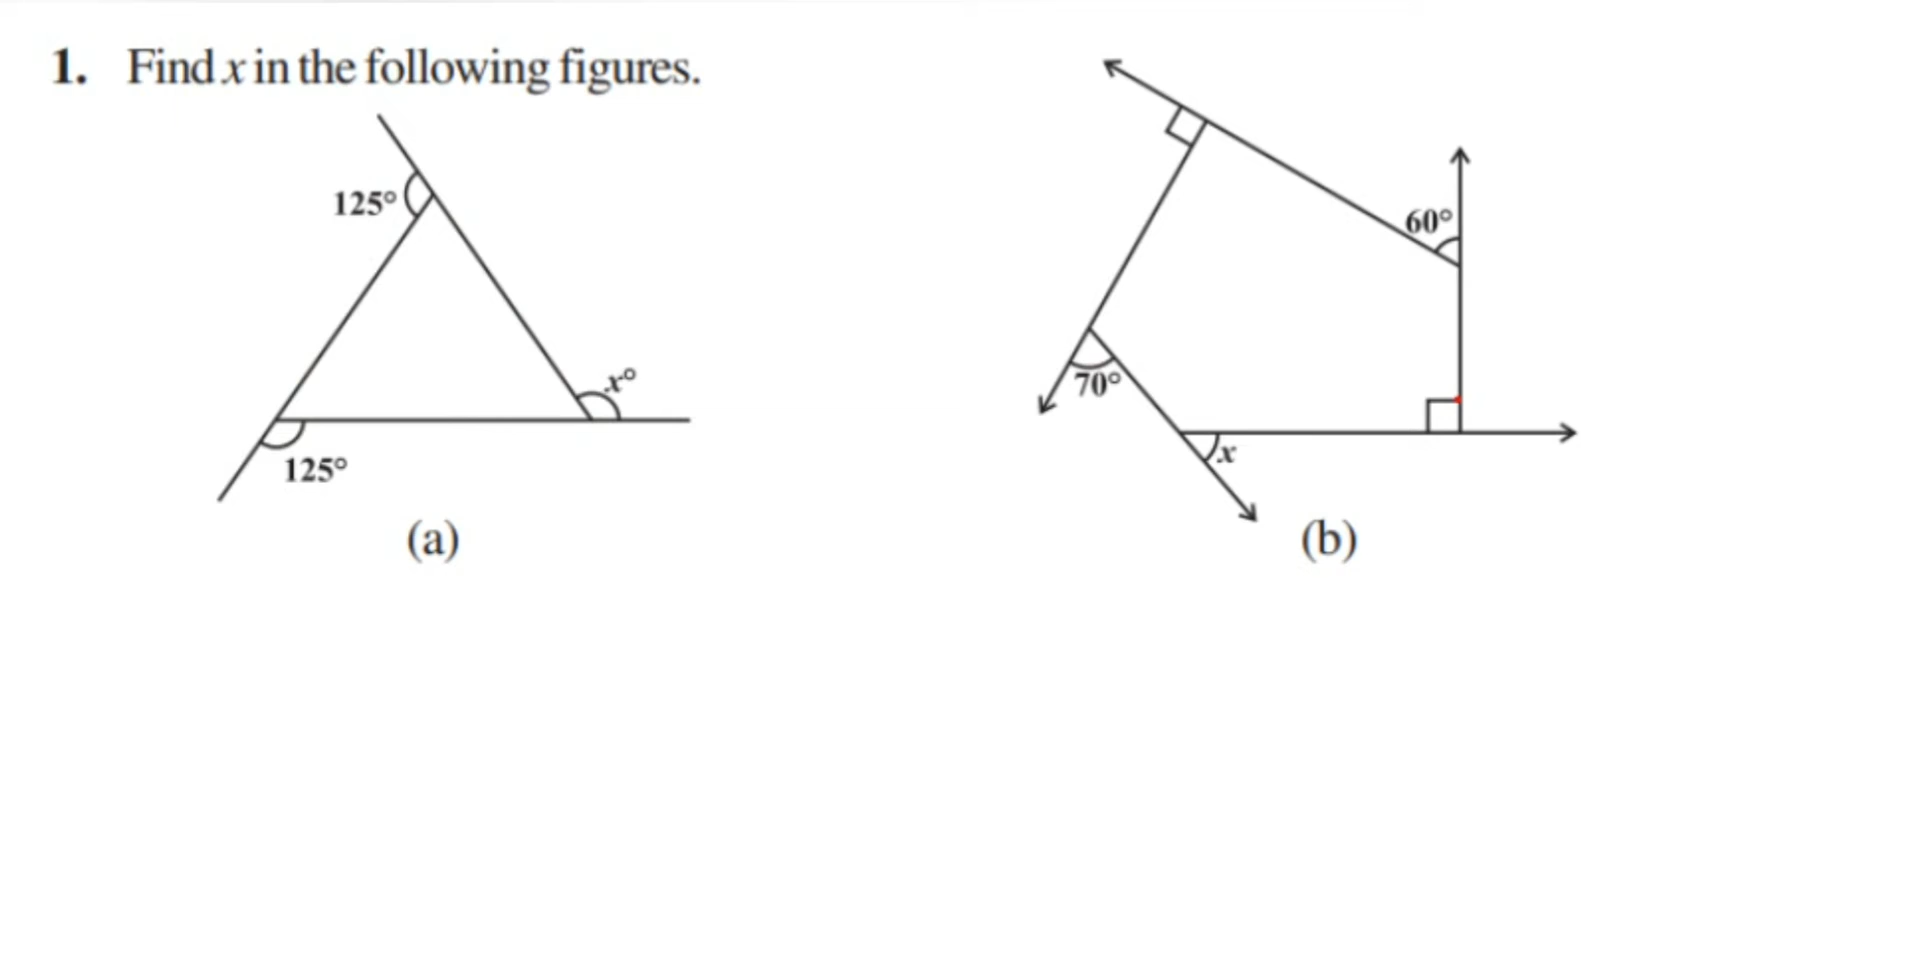 1. Find x in the following figures.
125°
x°
125°
(a)
60°
70°
x
(b)